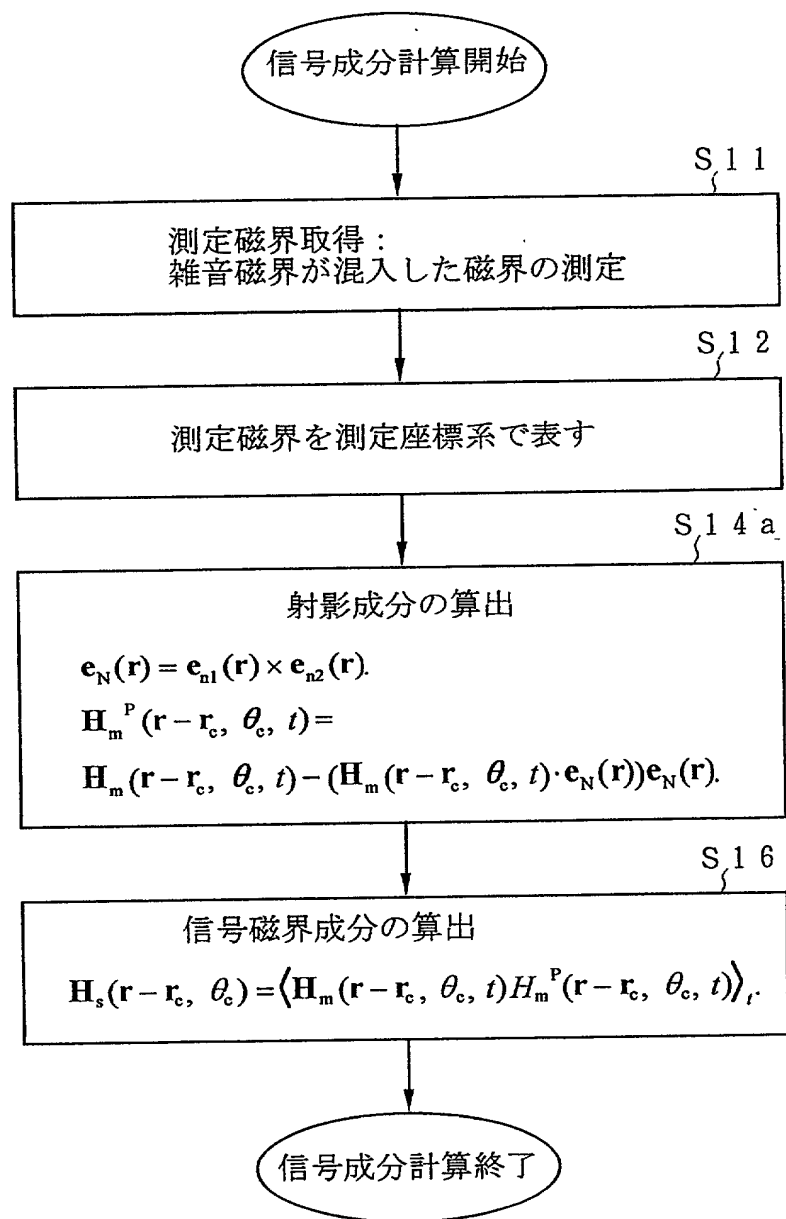 信号成分計算開始
S11
測定磁界取得：
雑音磁界が混入した磁界の測定
S12
測定磁界を測定座標系で表す
S14a
射影成分の算出
e_N(r) = e_n1(r) × e_n2(r).
H_m^P(r − r_c, θ_c, t) =
H_m(r − r_c, θ_c, t) − (H_m(r − r_c, θ_c, t)·e_N(r))e_N(r).
S16
信号磁界成分の算出
H_s(r − r_c, θ_c) = ⟨H_m(r − r_c, θ_c, t)H_m^P(r − r_c, θ_c, t)⟩_t.
信号成分計算終了